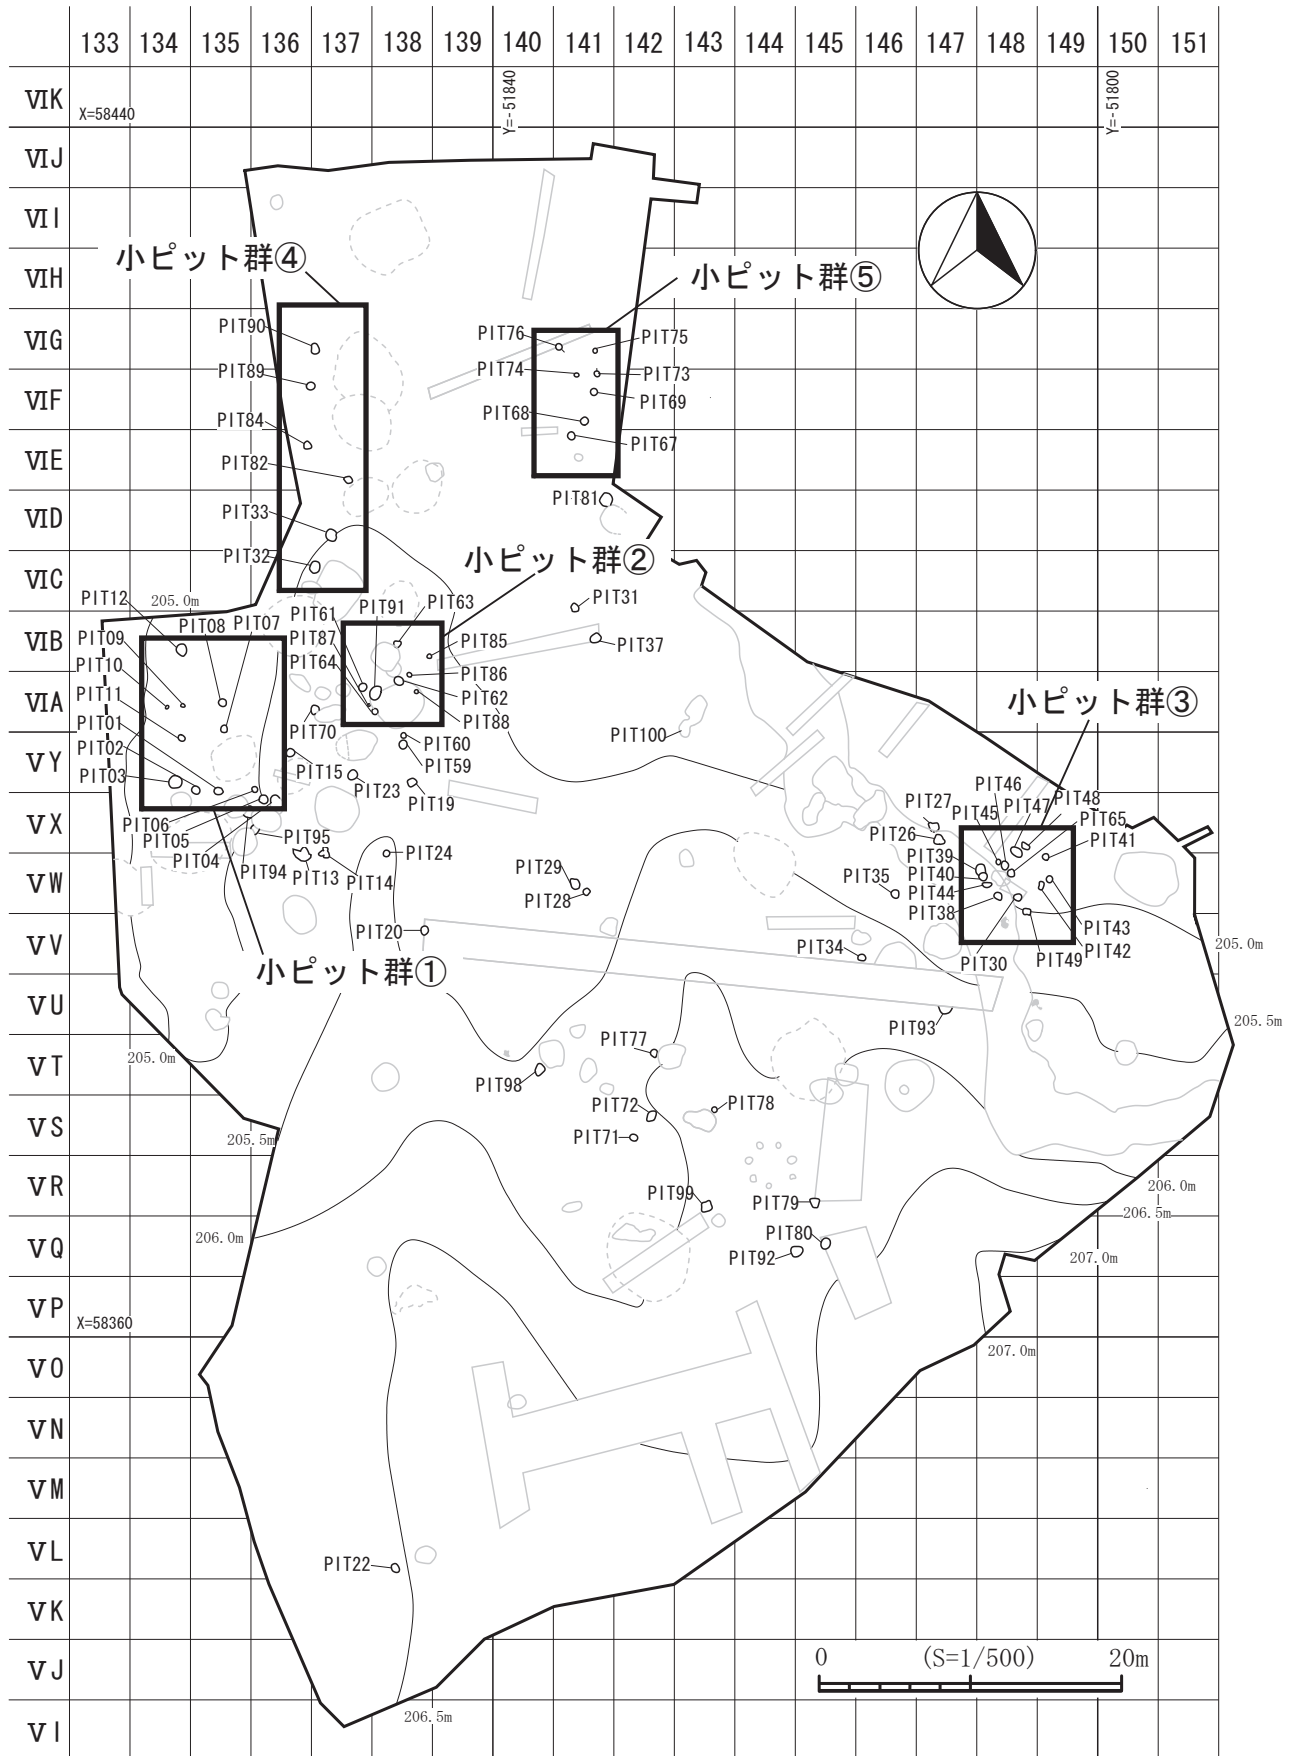 133 134 135 136 137 138 139 140 141 142 143 144 145 146 147 148 149 150 151
Y=-51840
Y=-51800
ⅥK
X=58440
ⅥJ
ⅥI
小ピット群④
ⅥH
小ピット群⑤
ⅥG
PIT90
PIT76
PIT75
PIT89
PIT74
PIT73
ⅥF
PIT69
PIT84
PIT68
PIT67
ⅥE
PIT82
PIT81
ⅥD
PIT33
PIT32
小ピット群②
ⅥC
PIT12
205.0m
PIT61
PIT91
PIT63
PIT31
ⅥB
PIT09
PIT08
PIT07
PIT87
PIT85
PIT37
PIT10
PIT64
PIT86
PIT11
PIT62
ⅥA
小ピット群③
PIT01
PIT70
PIT88
PIT100
PIT02
PIT60
ⅤY
PIT03
PIT15
PIT59
PIT23
PIT19
PIT46
PIT27
PIT45
PIT47
PIT48
PIT65
ⅤX
PIT06
PIT05
PIT95
PIT26
PIT41
PIT04
PIT94
PIT13
PIT14
PIT24
PIT39
PIT29
PIT35
PIT40
ⅤW
PIT28
PIT44
PIT38
PIT20
PIT43
ⅤV
PIT34
PIT30
PIT49
PIT42
205.0m
小ピット群①
ⅤU
PIT93
205.5m
PIT77
205.0m
ⅤT
PIT98
PIT72
PIT78
ⅤS
205.5m
PIT71
ⅤR
PIT99
PIT79
206.0m
206.5m
206.0m
PIT80
ⅤQ
PIT92
207.0m
ⅤP
X=58360
207.0m
ⅤO
ⅤN
ⅤM
ⅤL
PIT22
ⅤK
ⅤJ
0 (S=1/500) 20m
206.5m
ⅤI